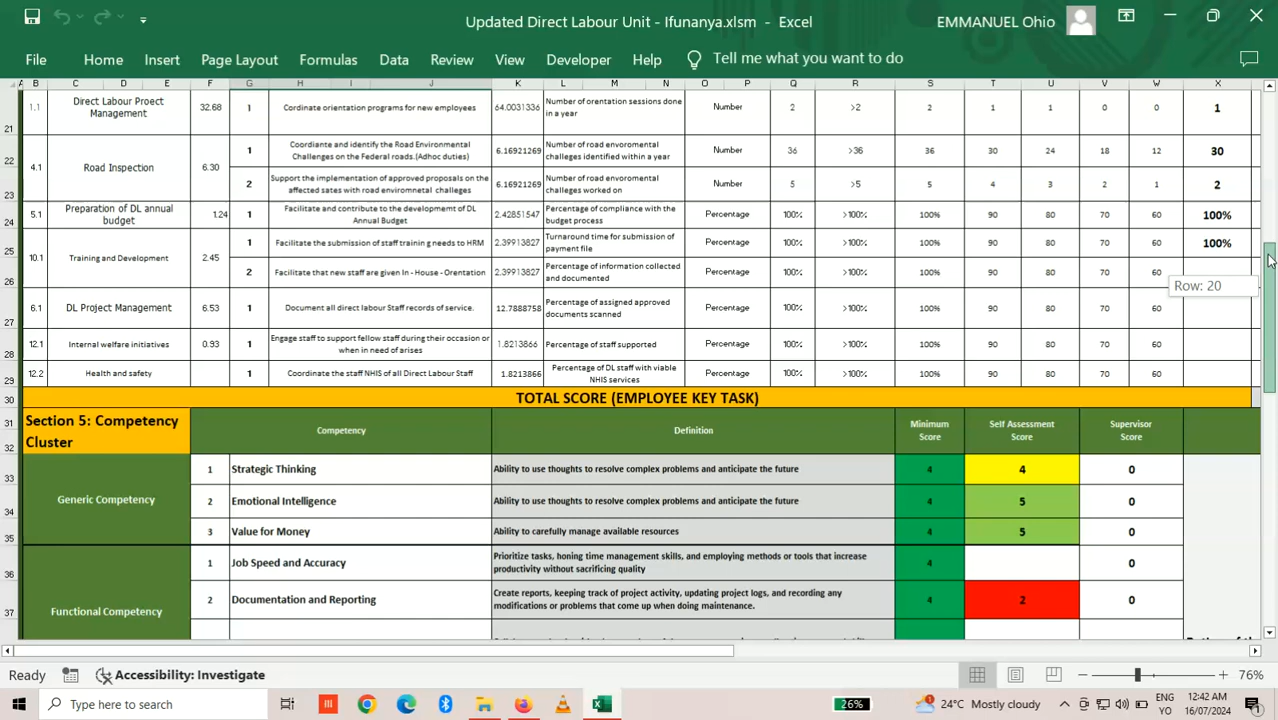 Updated Direct Labour Unit - Ifunanya.xlsm - Excel
EMMANUEL Ohio
File Home Insert Page Layout Formulas Data Review View Developer Help Tell me what you want to do
A B C D E F G H I J K L M N O P Q R S T U V W X
21 1.1 Direct Labour Proect Management 32.68 1 Cordinate orientation programs for new employees 64.0031336 Number of orentation sessions done in a year Number 2 >2 2 1 1 0 0 1
22 4.1 Road Inspection 6.30 1 Coordiante and identify the Road Environmental Challenges on the Federal roads.(Adhoc duties) 6.16921269 Number of road enviromental challeges identified within a year Number 36 >36 36 30 24 18 12 30
23 2 Support the implementation of approved proposals on the affected sates with road enviromnetal challeges 6.16921269 Number of road envoromental challenges worked on Number 5 >5 5 4 3 2 1 2
24 5.1 Preparation of DL annual budget 1.24 1 Facilitate and contribute to the developmemt of DL Annual Budget 2.42851547 Percentage of compliance with the budget process Percentage 100% >100% 100% 90 80 70 60 100%
25 10.1 Training and Development 2.45 1 Facilitate the submission of staff trainin g needs to HRM 2.39913827 Turnaround time for submission of payment file Percentage 100% >100% 100% 90 80 70 60 100%
26 2 Facilitate that new staff are given In - House - Orentation 2.39913827 Percentage of information collected and documented Percentage 100% >100% 100% 90 80 70 60
Row: 20
27 6.1 DL Project Management 6.53 1 Document all direct labour Staff records of service. 12.7888758 Percentage of assigned approved documents scanned Percentage 100% >100% 100% 90 80 70 60
28 12.1 Internal welfare initiatives 0.93 1 Engage staff to support fellow staff during their occasion or when in need of arises 1.8213866 Percentage of staff supported Percentage 100% >100% 100% 90 80 70 60
29 12.2 Health and safety 1 Coordinate the staff NHIS of all Direct Labour Staff 1.8213866 Percentage of DL staff with viable NHIS services Percentage 100% >100% 100% 90 80 70 60
30 TOTAL SCORE (EMPLOYEE KEY TASK)
31 Section 5: Competency Cluster Competency Definition Minimum Score Self Assessment Score Supervisor Score
32
33 Generic Competency 1 Strategic Thinking Ability to use thoughts to resolve complex problems and anticipate the future 4 4 0
34 2 Emotional Intelligence Ability to use thoughts to resolve complex problems and anticipate the future 4 5 0
35 3 Value for Money Ability to carefully manage available resources 4 5 0
36 Functional Competency 1 Job Speed and Accuracy Prioritize tasks, honing time management skills, and employing methods or tools that increase productivity without sacrificing quality 4 0
37 2 Documentation and Reporting Create reports, keeping track of project activity, updating project logs, and recording any modifications or problems that come up when doing maintenance. 4 2 0
Ready Accessibility: Investigate 76%
Type here to search 26% 24°C Mostly cloudy ENG YO 12:42 AM 16/07/2024